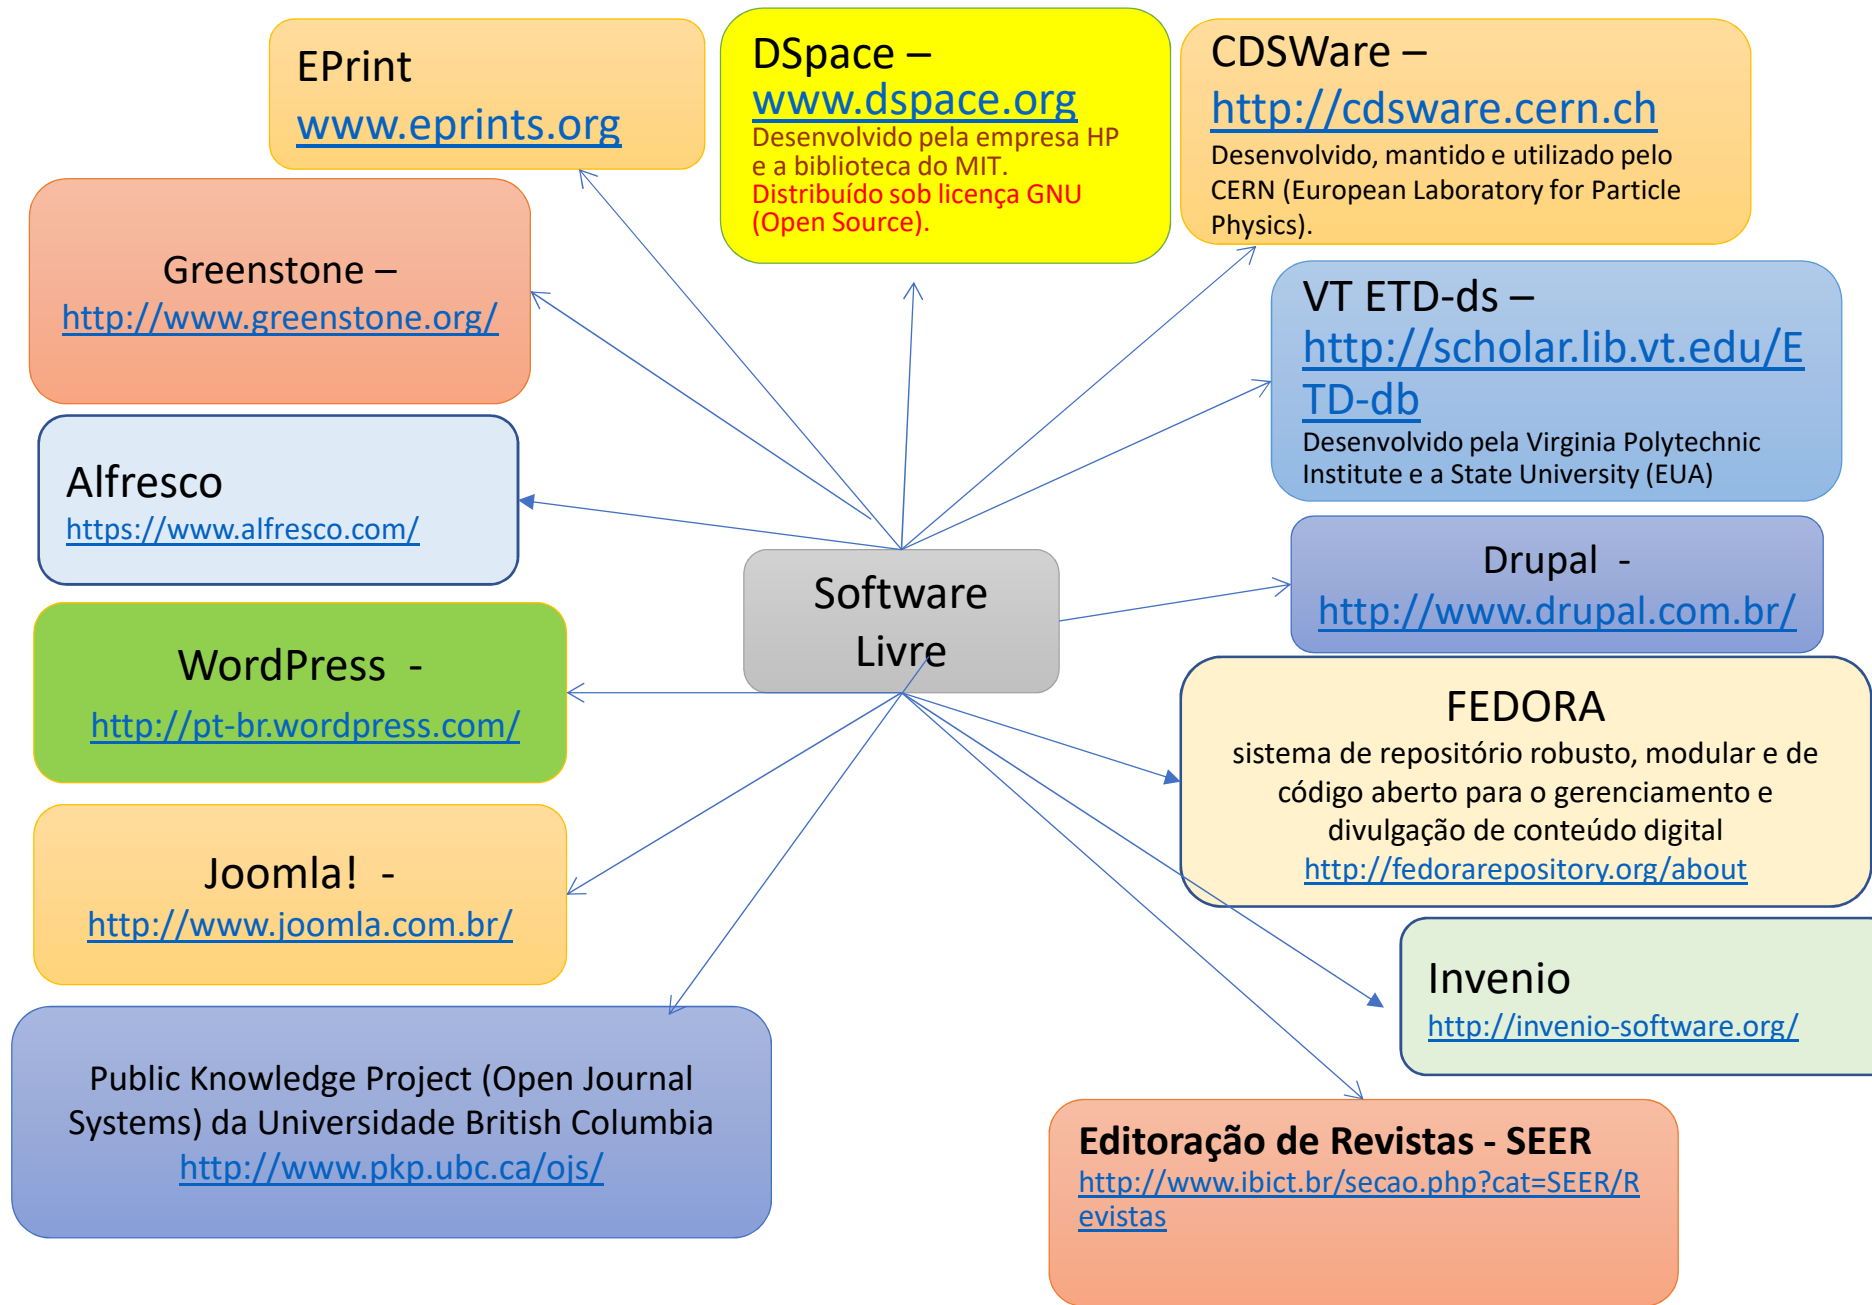 EPrint
www.eprints.org
DSpace –
www.dspace.org
Desenvolvido pela empresa HP
e a biblioteca do MIT.
Distribuído sob licença GNU
(Open Source).
CDSWare –
http://cdsware.cern.ch
Desenvolvido, mantido e utilizado pelo
CERN (European Laboratory for Particle
Physics).
Greenstone –
http://www.greenstone.org/
VT ETD-ds –
http://scholar.lib.vt.edu/E
TD-db
Desenvolvido pela Virginia Polytechnic
Institute e a State University (EUA)
Alfresco
https://www.alfresco.com/
Software
Livre
Drupal -
http://www.drupal.com.br/
WordPress -
http://pt-br.wordpress.com/
FEDORA
sistema de repositório robusto, modular e de
código aberto para o gerenciamento e
divulgação de conteúdo digital
http://fedorarepository.org/about
Joomla! -
http://www.joomla.com.br/
Invenio
http://invenio-software.org/
Public Knowledge Project (Open Journal
Systems) da Universidade British Columbia
http://www.pkp.ubc.ca/ojs/
Editoração de Revistas - SEER
http://www.ibict.br/secao.php?cat=SEER/R
evistas